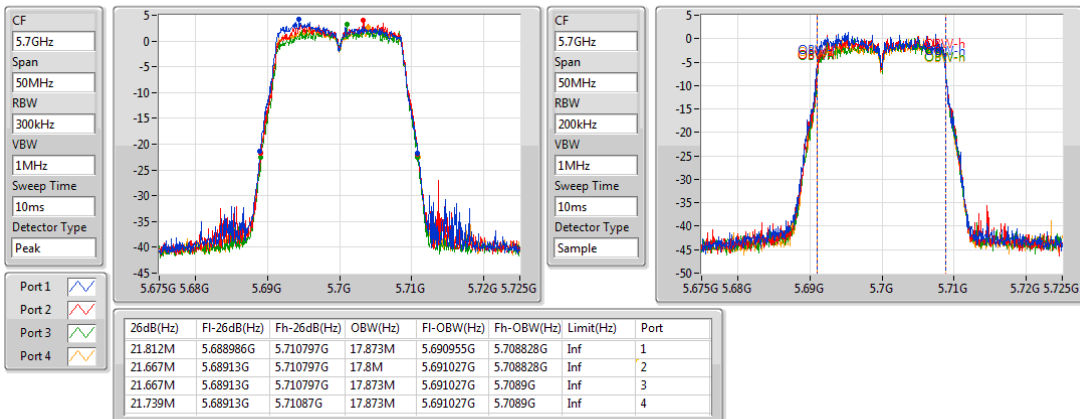 CF
5.7GHz
Span
50MHz
RBW
300kHz
VBW
1MHz
Sweep Time
10ms
Detector Type
Peak
5
0
-5
-10
-15
-20
-25
-30
-35
-40
-45
5.675G 5.68G 5.69G 5.7G 5.71G 5.72G 5.725G
CF
5.7GHz
Span
50MHz
RBW
200kHz
VBW
1MHz
Sweep Time
10ms
Detector Type
Sample
5
0
-5
-10
-15
-20
-25
-30
-35
-40
-45
-50
OBW-h
OBW-h
5.675G 5.68G 5.69G 5.7G 5.71G 5.72G 5.725G
Port 1
Port 2
Port 3
Port 4
26dB(Hz) Fl-26dB(Hz) Fh-26dB(Hz) OBW(Hz) Fl-OBW(Hz) Fh-OBW(Hz) Limit(Hz) Port
21.812M 5.688986G 5.710797G 17.873M 5.690955G 5.708828G Inf 1
21.667M 5.68913G 5.710797G 17.8M 5.691027G 5.708828G Inf 2
21.667M 5.68913G 5.710797G 17.873M 5.691027G 5.7089G Inf 3
21.739M 5.68913G 5.71087G 17.873M 5.691027G 5.7089G Inf 4